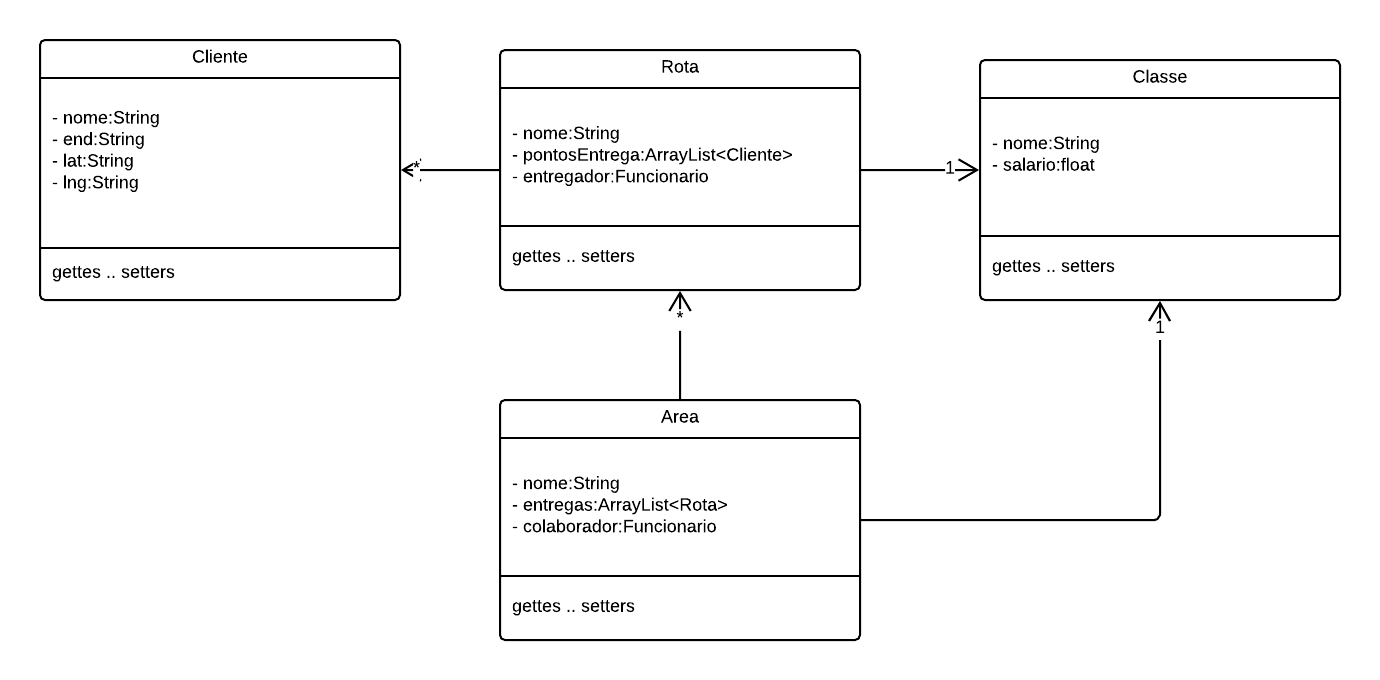 Cliente
- nome:String
- end:String
- lat:String
- lng:String
gettes .. setters
*
Rota
- nome:String
- pontosEntrega:ArrayList<Cliente>
- entregador:Funcionario
gettes .. setters
1
Classe
- nome:String
- salario:float
gettes .. setters
*
1
Area
- nome:String
- entregas:ArrayList<Rota>
- colaborador:Funcionario
gettes .. setters